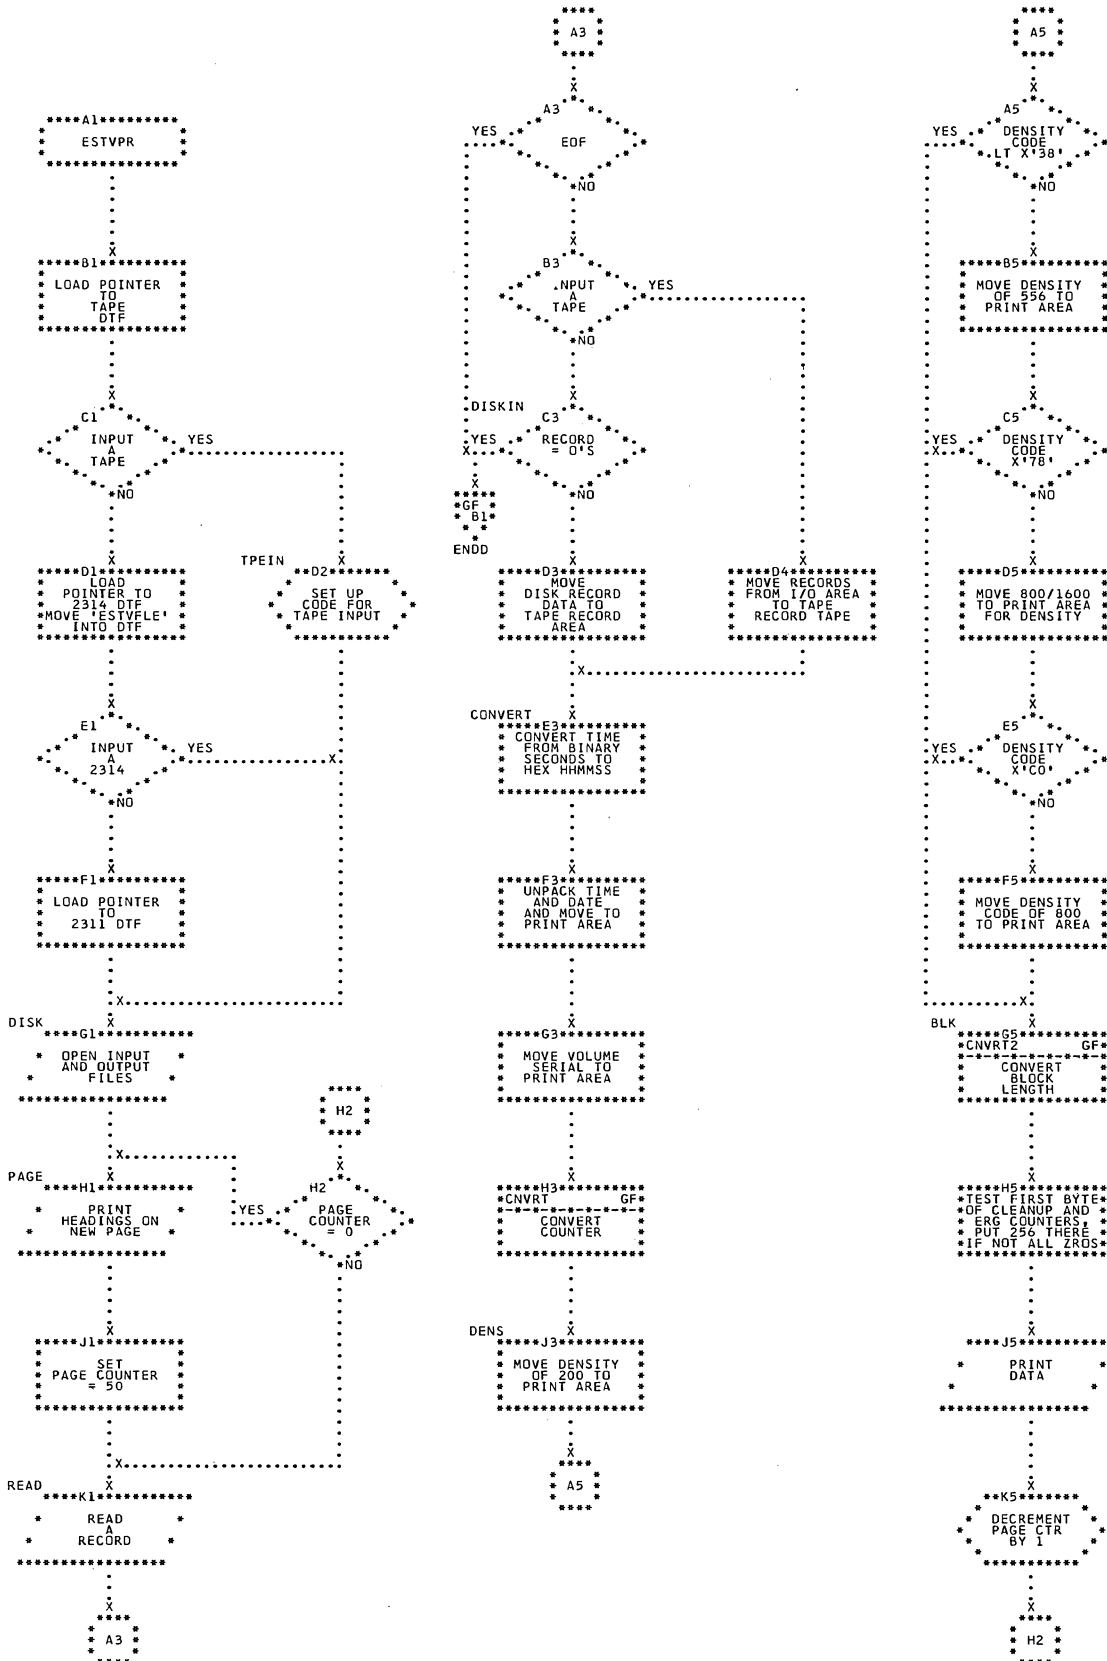 A1
ESTVPR
B1
LOAD POINTER
TO
TAPE
DTF
C1
INPUT
A
TAPE
YES
NO
D1
LOAD
POINTER TO
2314 DTF
MOVE 'ESTVFLE'
INTO DTF
TPEIN
D2
SET UP
CODE FOR
TAPE INPUT
E1
INPUT
A
2314
YES
NO
F1
LOAD POINTER
TO
2311 DTF
DISK
G1
OPEN INPUT
AND OUTPUT
FILES
H2
PAGE
H1
PRINT
HEADINGS ON
NEW PAGE
H2
PAGE
COUNTER
= 0
YES
NO
J1
SET
PAGE COUNTER
= 50
READ
K1
READ
A
RECORD
A3
A3
A3
EOF
YES
NO
B3
INPUT
A
TAPE
YES
NO
DISKIN
C3
RECORD
= 0'S
YES
NO
GF
B1
ENDD
D3
MOVE
DISK RECORD
DATA TO
TAPE RECORD
AREA
D4
MOVE RECORDS
FROM I/O AREA
TO TAPE
RECORD TAPE
CONVERT
E3
CONVERT TIME
FROM BINARY
SECONDS TO
HEX HHMMSS
F3
UNPACK TIME
AND DATE
AND MOVE TO
PRINT AREA
G3
MOVE VOLUME
SERIAL TO
PRINT AREA
H3
CNVRT GF
CONVERT
COUNTER
DENS
J3
MOVE DENSITY
OF 200 TO
PRINT AREA
A5
A5
A5
DENSITY
CODE
LT X'38'
YES
NO
B5
MOVE DENSITY
OF 556 TO
PRINT AREA
C5
DENSITY
CODE
X'78'
YES
NO
D5
MOVE 800/1600
TO PRINT AREA
FOR DENSITY
E5
DENSITY
CODE
X'C0'
YES
NO
F5
MOVE DENSITY
CODE OF 800
TO PRINT AREA
BLK
G5
CNVRT2 GF
CONVERT
BLOCK
LENGTH
H5
TEST FIRST BYTE
OF CLEANUP AND
ERG COUNTERS,
PUT 256 THERE
IF NOT ALL ZROS
J5
PRINT
DATA
K5
DECREMENT
PAGE CTR
BY 1
H2